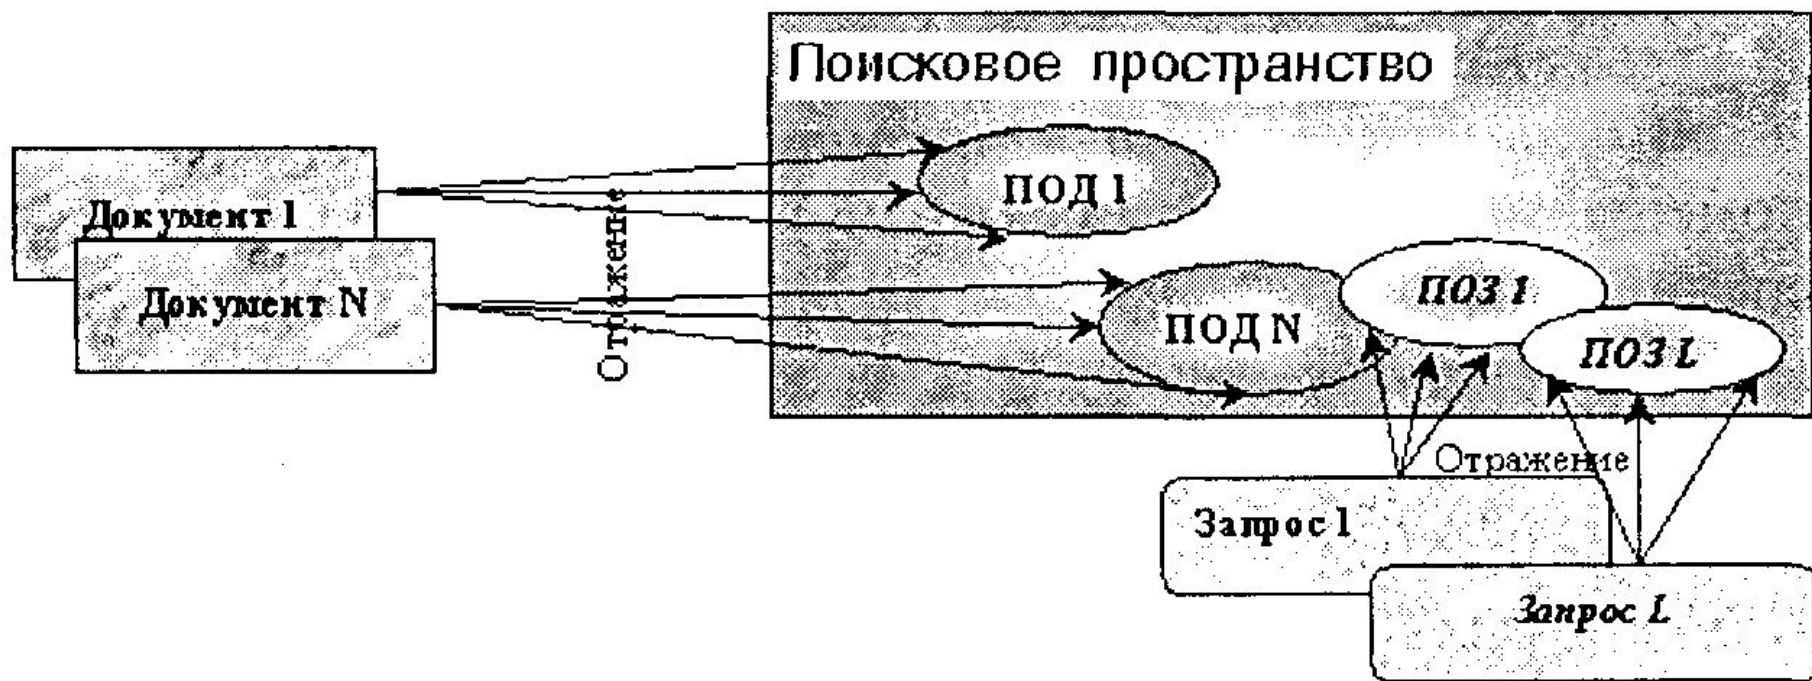 Поисковое пространство
Документ 1
Документ N
Отражение
ПОД 1
ПОД N
ПОЗ 1
ПОЗ L
Отражение
Запрос 1
Запрос L